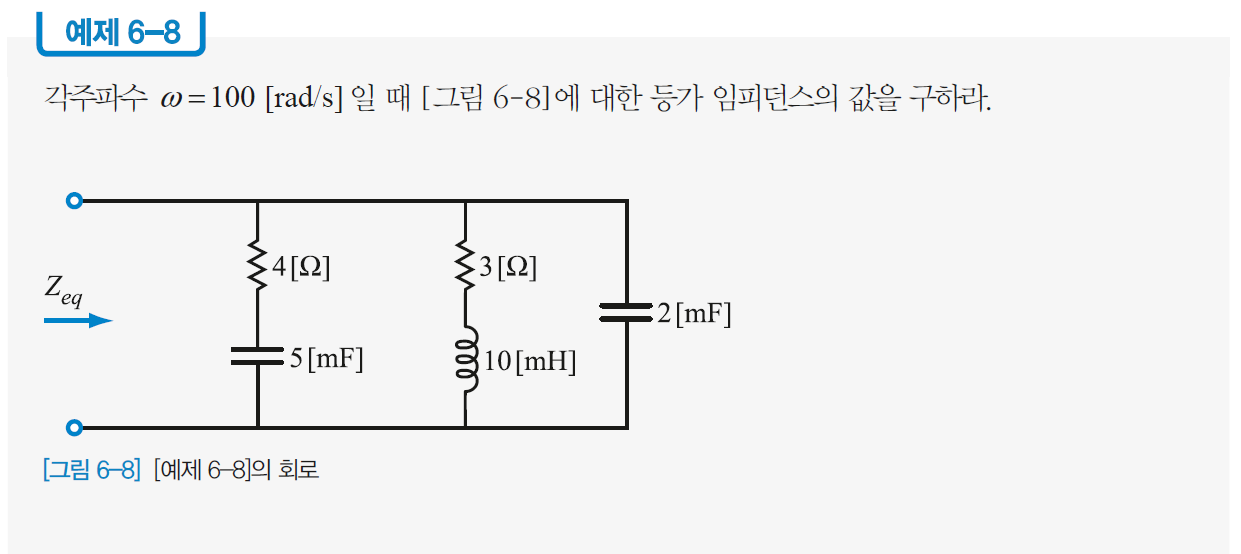 예제 6-8
각주파수 ω=100 [rad/s]일 때 [그림 6-8]에 대한 등가 임피던스의 값을 구하라.
4[Ω]
3[Ω]
Zeq
2[mF]
5[mF]
10[mH]
[그림 6-8] [예제 6-8]의 회로